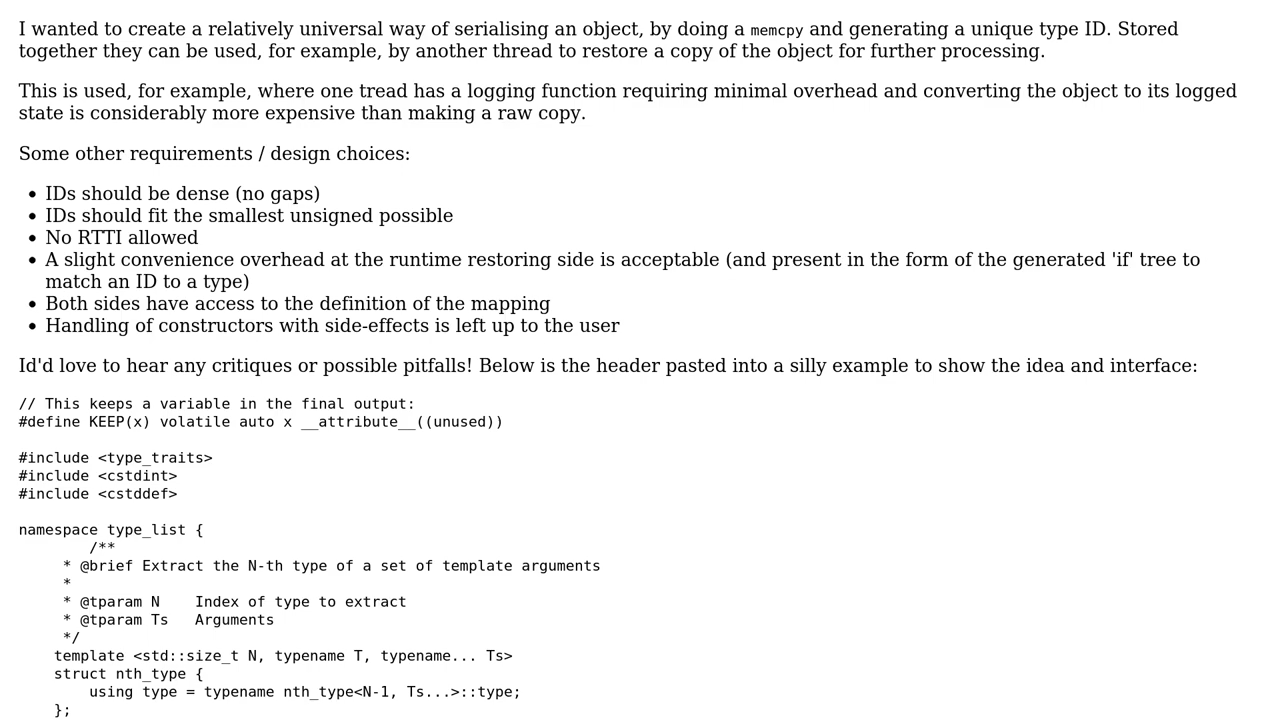 I wanted to create a relatively universal way of serialising an object, by doing a memcpy and generating a unique type ID. Stored
together they can be used, for example, by another thread to restore a copy of the object for further processing.
This is used, for example, where one tread has a logging function requiring minimal overhead and converting the object to its logged
state is considerably more expensive than making a raw copy.
Some other requirements / design choices:
• IDs should be dense (no gaps)
• IDs should fit the smallest unsigned possible
• No RTTI allowed
• A slight convenience overhead at the runtime restoring side is acceptable (and present in the form of the generated 'if' tree to
match an ID to a type)
• Both sides have access to the definition of the mapping
• Handling of constructors with side-effects is left up to the user
Id'd love to hear any critiques or possible pitfalls! Below is the header pasted into a silly example to show the idea and interface:
// This keeps a variable in the final output:
#define KEEP(x) volatile auto x __attribute__((unused))
#include <type_traits>
#include <cstdint>
#include <cstddef>
namespace type_list {
        /**
     * @brief Extract the N-th type of a set of template arguments
     *
     * @tparam N    Index of type to extract
     * @tparam Ts   Arguments
     */
    template <std::size_t N, typename T, typename... Ts>
    struct nth_type {
        using type = typename nth_type<N-1, Ts...>::type;
    };